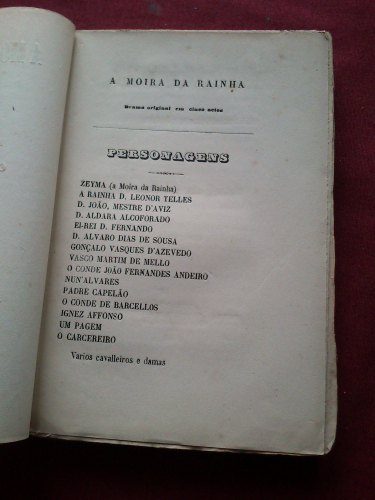 A MOIRA DA RAINHA
Drama original em cinco actos
PERSONAGENS
ZEYMA (a Moira da Rainha)
A RAINHA D. LEONOR TELLES
D. JOÃO, MESTRE D'AVIZ
D. ALDARA ALCOFORADO
El-REI D. FERNANDO
D. ALVARO DIAS DE SOUSA
GONÇALO VASQUES D'AZEVEDO
VASCO MARTIM DE MELLO
O CONDE JOÃO FERNANDES ANDEIRO
NUN'ALVARES
PADRE CAPELÃO
O CONDE DE BARCELLOS
IGNEZ AFFONSO
UM PAGEM
O CARCEREIRO
Varios cavalleiros e damas